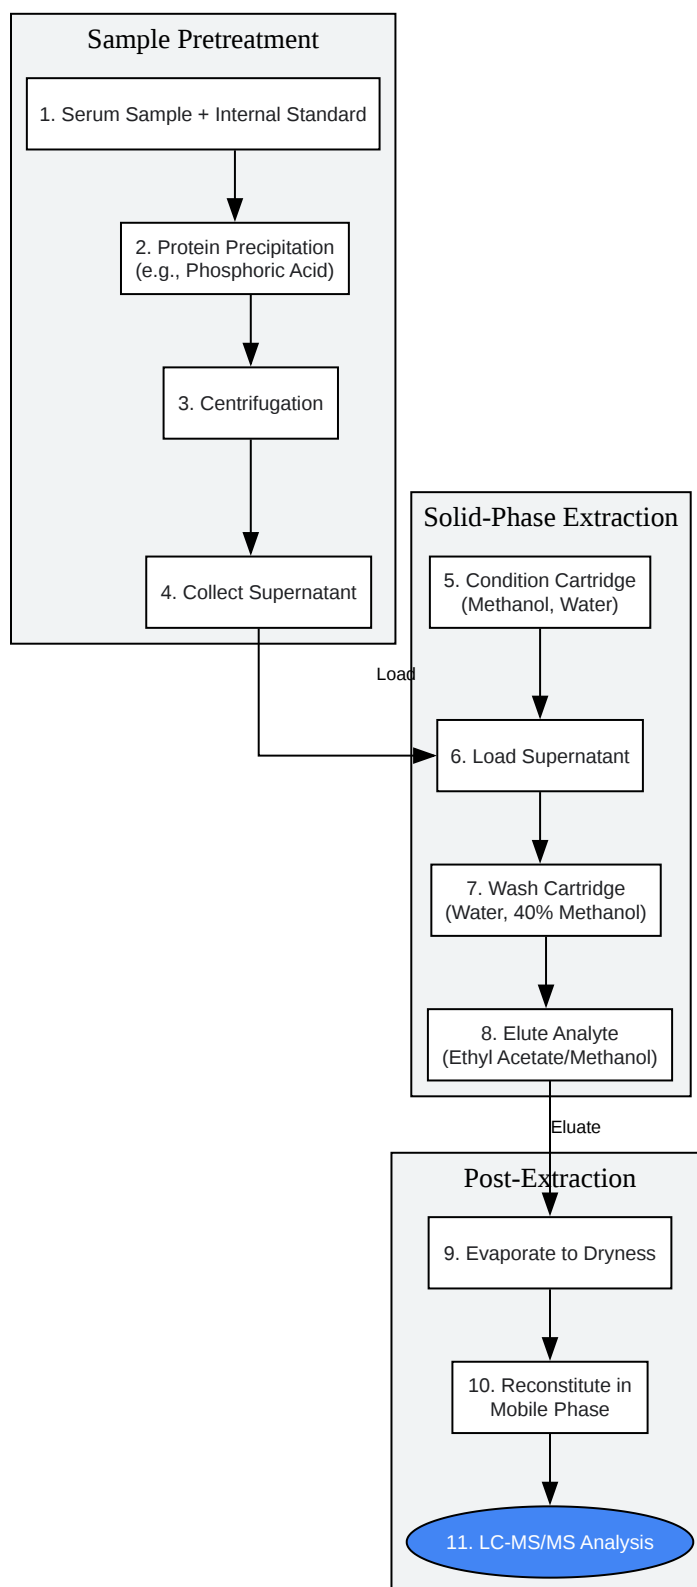 Sample Pretreatment
1. Serum Sample + Internal Standard
2. Protein Precipitation
(e.g., Phosphoric Acid)
3. Centrifugation
4. Collect Supernatant
Load
Solid-Phase Extraction
5. Condition Cartridge
(Methanol, Water)
6. Load Supernatant
7. Wash Cartridge
(Water, 40% Methanol)
8. Elute Analyte
(Ethyl Acetate/Methanol)
Eluate
Post-Extraction
9. Evaporate to Dryness
10. Reconstitute in
Mobile Phase
11. LC-MS/MS Analysis